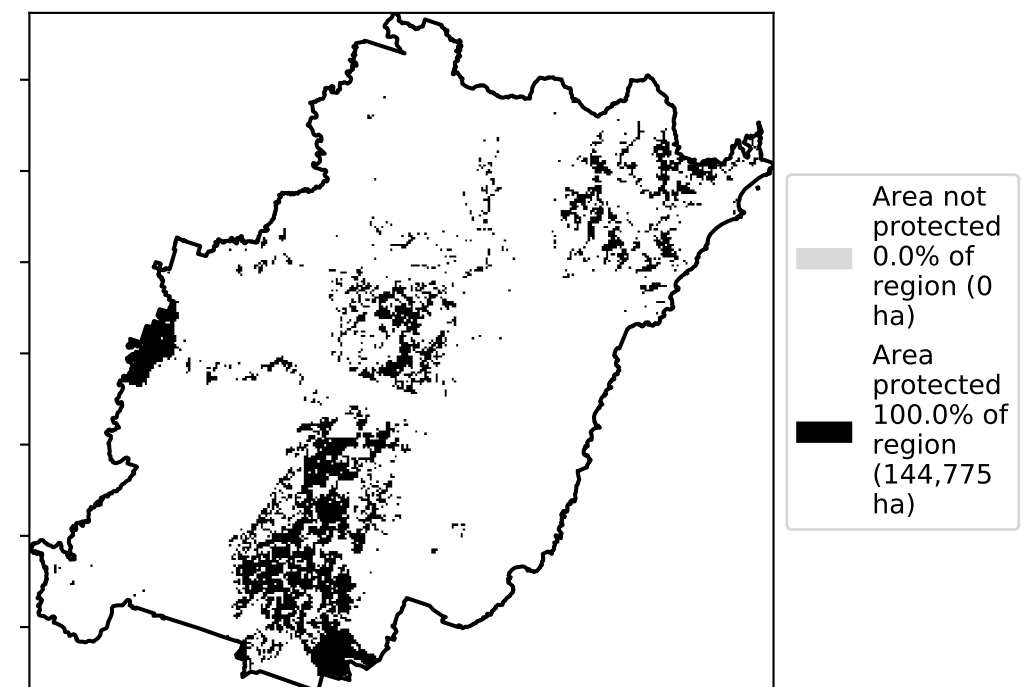 Area not
protected
0.0% of
region (0
ha)
Area
protected
100.0% of
region
(144,775
ha)